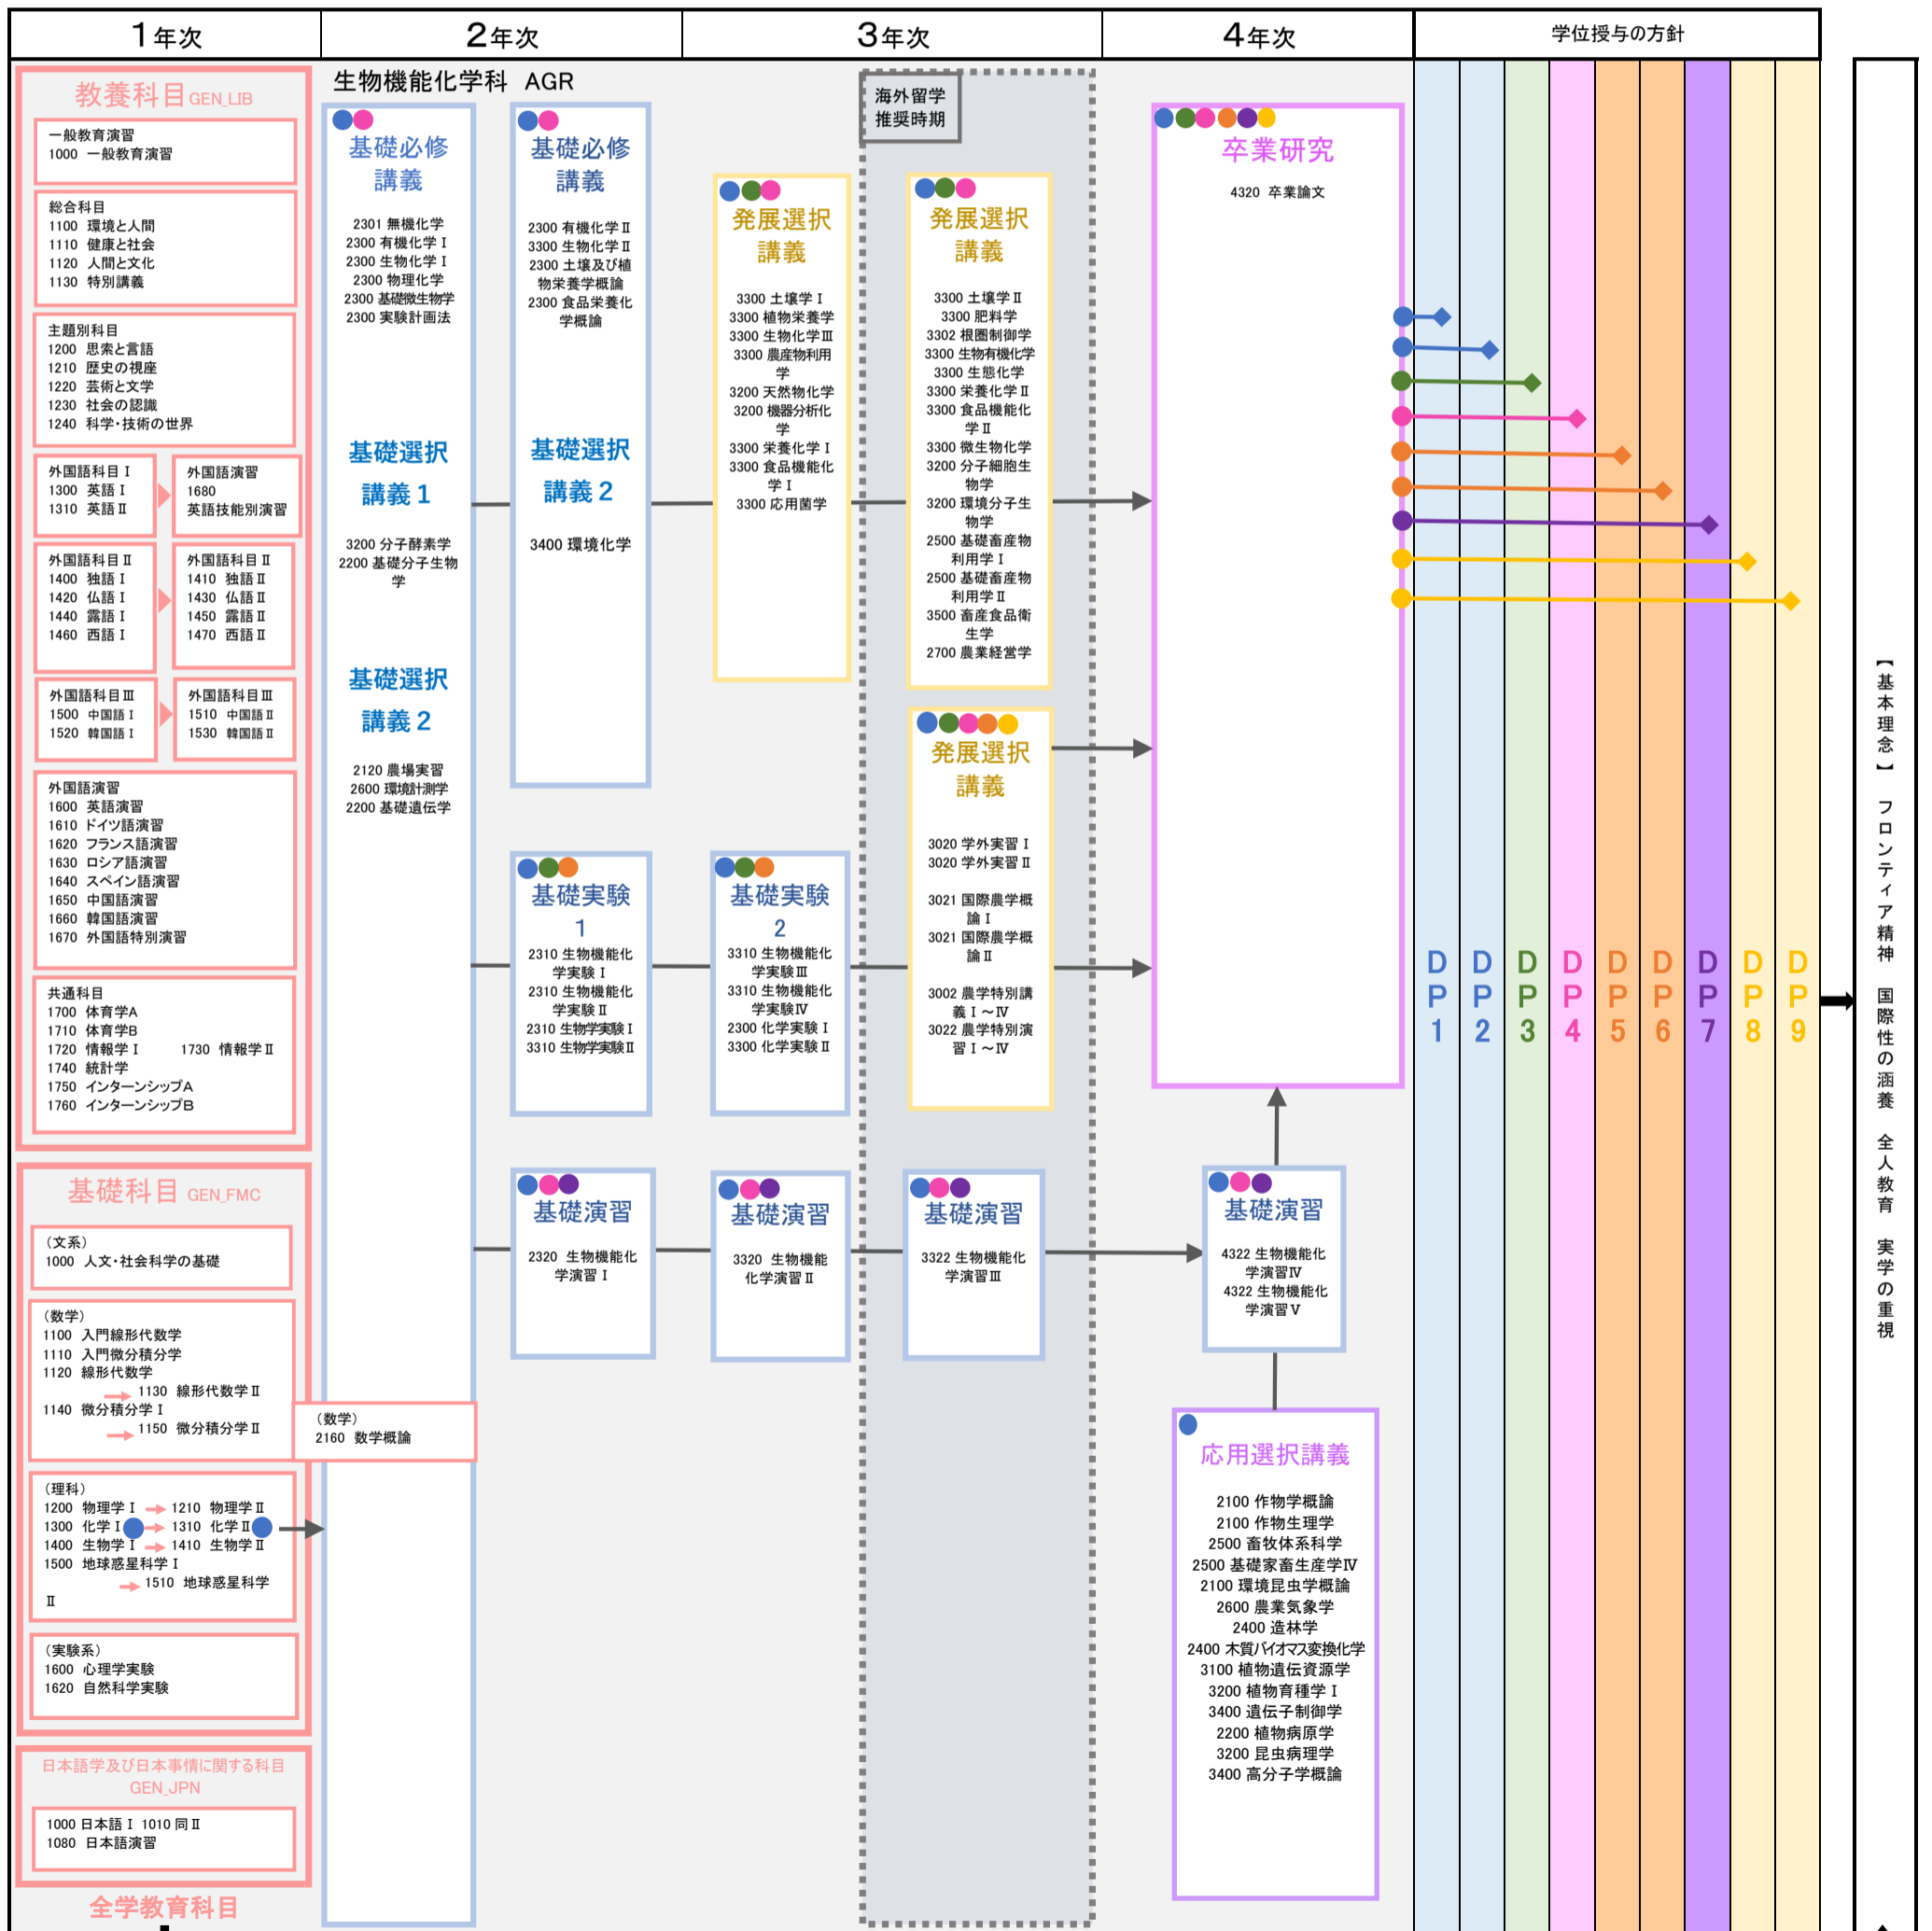 1年次
2年次
3年次
4年次
学位授与の方針
教養科目 GEN_LIB
一般教育演習
1000 一般教育演習
総合科目
1100 環境と人間
1110 健康と社会
1120 人間と文化
1130 特別講義
主題別科目
1200 思索と言語
1210 歴史の視座
1220 芸術と文学
1230 社会の認識
1240 科学・技術の世界
外国語科目Ⅰ
1300 英語Ⅰ
1310 英語Ⅱ
外国語演習
1680
英語技能別演習
外国語科目Ⅱ
1400 独語Ⅰ
1420 仏語Ⅰ
1440 露語Ⅰ
1460 西語Ⅰ
外国語科目Ⅱ
1410 独語Ⅱ
1430 仏語Ⅱ
1450 露語Ⅱ
1470 西語Ⅱ
外国語科目Ⅲ
1500 中国語Ⅰ
1520 韓国語Ⅰ
外国語科目Ⅲ
1510 中国語Ⅱ
1530 韓国語Ⅱ
外国語演習
1600 英語演習
1610 ドイツ語演習
1620 フランス語演習
1630 ロシア語演習
1640 スペイン語演習
1650 中国語演習
1660 韓国語演習
1670 外国語特別演習
共通科目
1700 体育学A
1710 体育学B
1720 情報学Ⅰ 1730 情報学Ⅱ
1740 統計学
1750 インターンシップA
1760 インターンシップB
基礎科目 GEN_FMC
(文系)
1000 人文・社会科学の基礎
(数学)
1100 入門線形代数学
1110 入門微分積分学
1120 線形代数学
1130 線形代数学Ⅱ
1140 微分積分学Ⅰ
1150 微分積分学Ⅱ
(数学)
2160 数学概論
(理科)
1200 物理学Ⅰ 1210 物理学Ⅱ
1300 化学Ⅰ 1310 化学Ⅱ
1400 生物学Ⅰ 1410 生物学Ⅱ
1500 地球惑星科学Ⅰ
1510 地球惑星科学
Ⅱ
(実験系)
1600 心理学実験
1620 自然科学実験
日本語学及び日本事情に関する科目
GEN_JPN
1000 日本語Ⅰ 1010 同Ⅱ
1080 日本語演習
全学教育科目
生物機能化学科 AGR
基礎必修
講義
2301 無機化学
2300 有機化学Ⅰ
2300 生物化学Ⅰ
2300 物理化学
2300 基礎微生物学
2300 実験計画法
基礎選択
講義1
3200 分子酵素学
2200 基礎分子生物
学
基礎選択
講義2
2120 農場実習
2600 環境計測学
2200 基礎遺伝学
基礎必修
講義
2300 有機化学Ⅱ
3300 生物化学Ⅱ
2300 土壌及び植
物栄養学概論
2300 食品栄養化
学概論
基礎選択
講義2
3400 環境化学
基礎実験
1
2310 生物機能化
学実験Ⅰ
2310 生物機能化
学実験Ⅱ
2310 生物学実験Ⅰ
3310 生物学実験Ⅱ
基礎演習
2320 生物機能化
学演習Ⅰ
発展選択
講義
3300 土壌学Ⅰ
3300 植物栄養学
3300 生物化学Ⅲ
3300 農産物利用
学
3200 天然物化学
3200 機器分析化
学
3300 栄養化学Ⅰ
3300 食品機能化
学Ⅰ
3300 応用菌学
基礎実験
2
3310 生物機能化
学実験Ⅲ
3310 生物機能化
学実験Ⅳ
2300 化学実験Ⅰ
3300 化学実験Ⅱ
基礎演習
3320 生物機能
化学演習Ⅱ
海外留学
推奨時期
発展選択
講義
3300 土壌学Ⅱ
3300 肥料学
3302 根圏制御学
3300 生物有機化学
3300 生態化学
3300 栄養化学Ⅱ
3300 食品機能化
学Ⅱ
3300 微生物化学
3200 分子細胞生
物学
3200 環境分子生
物学
2500 基礎畜産物
利用学Ⅰ
2500 基礎畜産物
利用学Ⅱ
3500 畜産食品衛
生学
2700 農業経営学
発展選択
講義
3020 学外実習Ⅰ
3020 学外実習Ⅱ
3021 国際農学概
論Ⅰ
3021 国際農学概
論Ⅱ
3002 農学特別講
義Ⅰ～Ⅳ
3022 農学特別演
習Ⅰ～Ⅳ
基礎演習
3322 生物機能化
学演習Ⅲ
卒業研究
4320 卒業論文
基礎演習
4322 生物機能化
学演習Ⅳ
4322 生物機能化
学演習Ⅴ
応用選択講義
2100 作物学概論
2100 作物生理学
2500 畜牧体系科学
2500 基礎家畜生産学Ⅳ
2100 環境昆虫学概論
2600 農業気象学
2400 造林学
2400 木質バイオマス変換化学
3100 植物遺伝資源学
3200 植物育種学Ⅰ
3400 遺伝子制御学
2200 植物病原学
3200 昆虫病理学
3400 高分子学概論
DP1
DP2
DP3
DP4
DP5
DP6
DP7
DP8
DP9
【基本理念】 フロンティア精神 国際性の涵養 全人教育 実学の重視